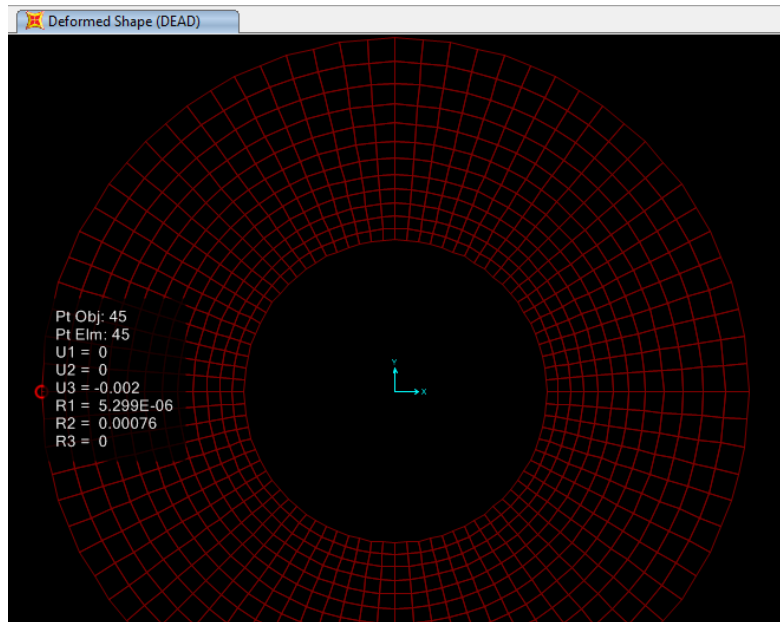 Deformed Shape (DEAD)
Pt Obj: 45
Pt Elm: 45
U1 = 0
U2 = 0
U3 = -0.002
R1 = 5.299E-06
R2 = 0.00076
R3 = 0
Y
X